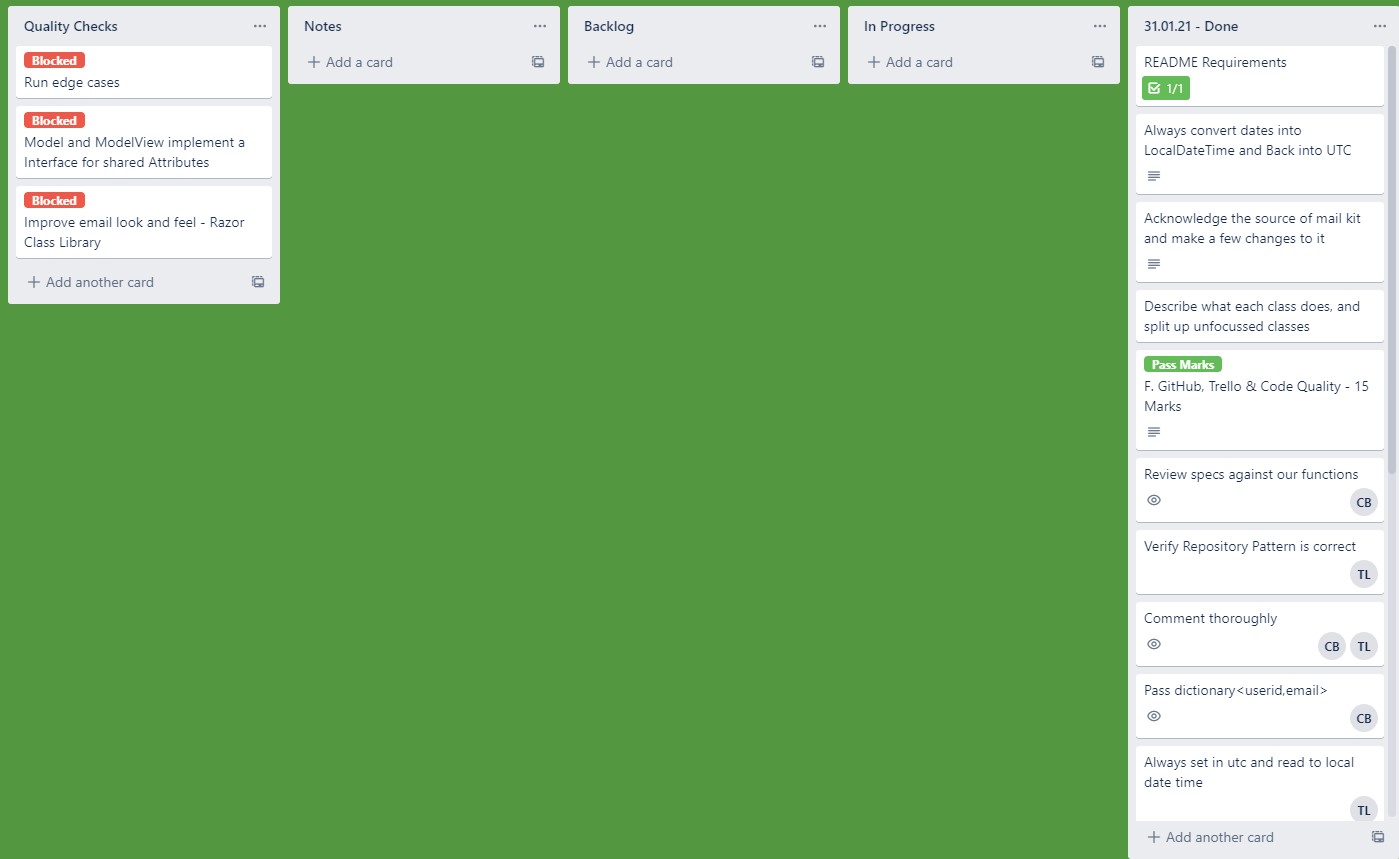 Quality Checks
Blocked
Run edge cases
Blocked
Model and ModelView implement a
Interface for shared Attributes
Blocked
Improve email look and feel - Razor
Class Library
+ Add another card
Notes
+ Add a card
Backlog
+ Add a card
In Progress
+ Add a card
31.01.21 - Done
README Requirements
1/1
Always convert dates into
LocalDateTime and Back into UTC
Acknowledge the source of mail kit
and make a few changes to it
Describe what each class does, and
split up unfocussed classes
Pass Marks
F. GitHub, Trello & Code Quality - 15
Marks
Review specs against our functions
CB
Verify Repository Pattern is correct
TL
Comment thoroughly
CB TL
Pass dictionary<userid,email>
CB
Always set in utc and read to local
date time
TL
+ Add another card